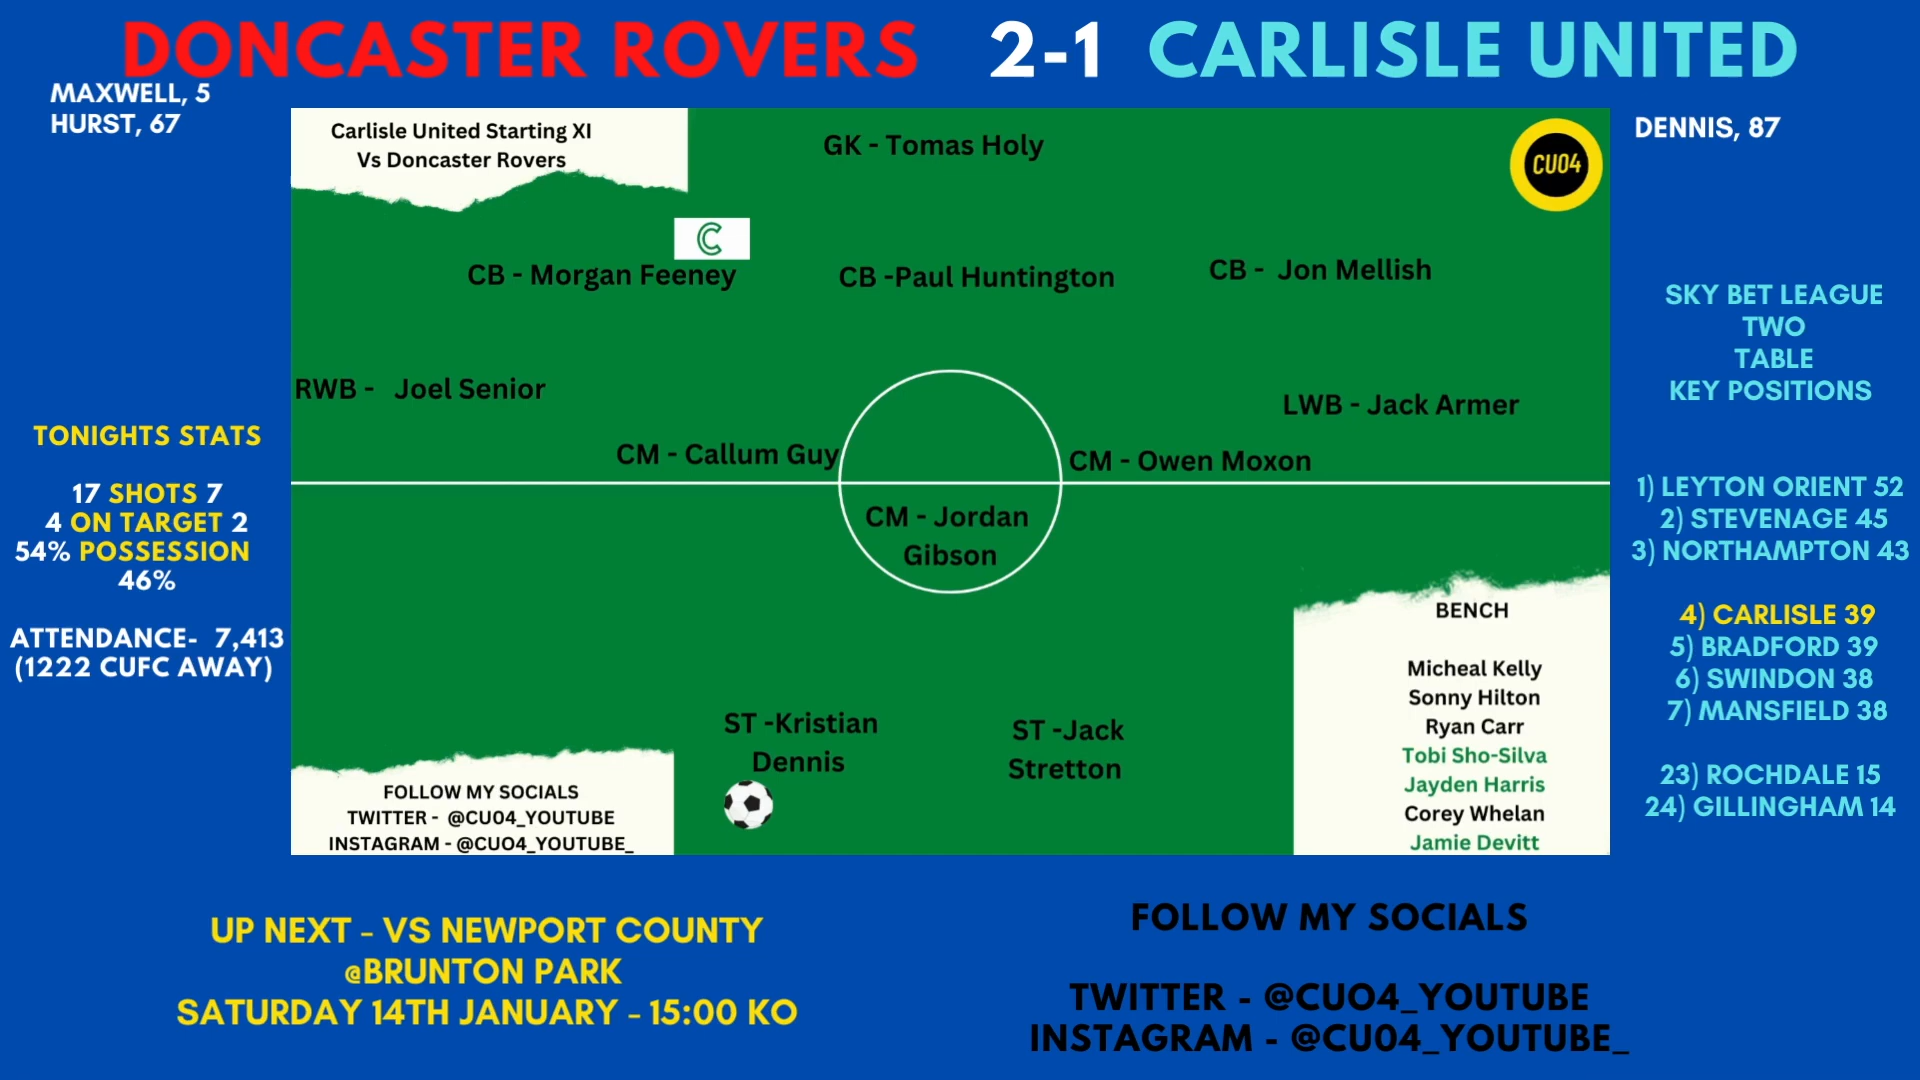 DONCASTER ROVERS 2-1 CARLISLE UNITED
MAXWELL, 5
HURST, 67
DENNIS, 87
Carlisle United Starting XI
Vs Doncaster Rovers
GK - Tomas Holy
CU04
C
CB - Morgan Feeney
CB -Paul Huntington
CB - Jon Mellish
RWB - Joel Senior
LWB - Jack Armer
CM - Callum Guy
CM - Owen Moxon
CM - Jordan
Gibson
ST -Kristian
Dennis
ST -Jack
Stretton
BENCH
Micheal Kelly
Sonny Hilton
Ryan Carr
Tobi Sho-Silva
Jayden Harris
Corey Whelan
Jamie Devitt
FOLLOW MY SOCIALS
TWITTER - @CU04_YOUTUBE
INSTAGRAM - @CUO4_YOUTUBE_
TONIGHTS STATS
17 SHOTS 7
4 ON TARGET 2
54% POSSESSION
46%
ATTENDANCE- 7,413
(1222 CUFC AWAY)
SKY BET LEAGUE
TWO
TABLE
KEY POSITIONS
1) LEYTON ORIENT 52
2) STEVENAGE 45
3) NORTHAMPTON 43
4) CARLISLE 39
5) BRADFORD 39
6) SWINDON 38
7) MANSFIELD 38
23) ROCHDALE 15
24) GILLINGHAM 14
UP NEXT - VS NEWPORT COUNTY
@BRUNTON PARK
SATURDAY 14TH JANUARY - 15:00 KO
FOLLOW MY SOCIALS
TWITTER - @CUO4_YOUTUBE
INSTAGRAM - @CU04_YOUTUBE_